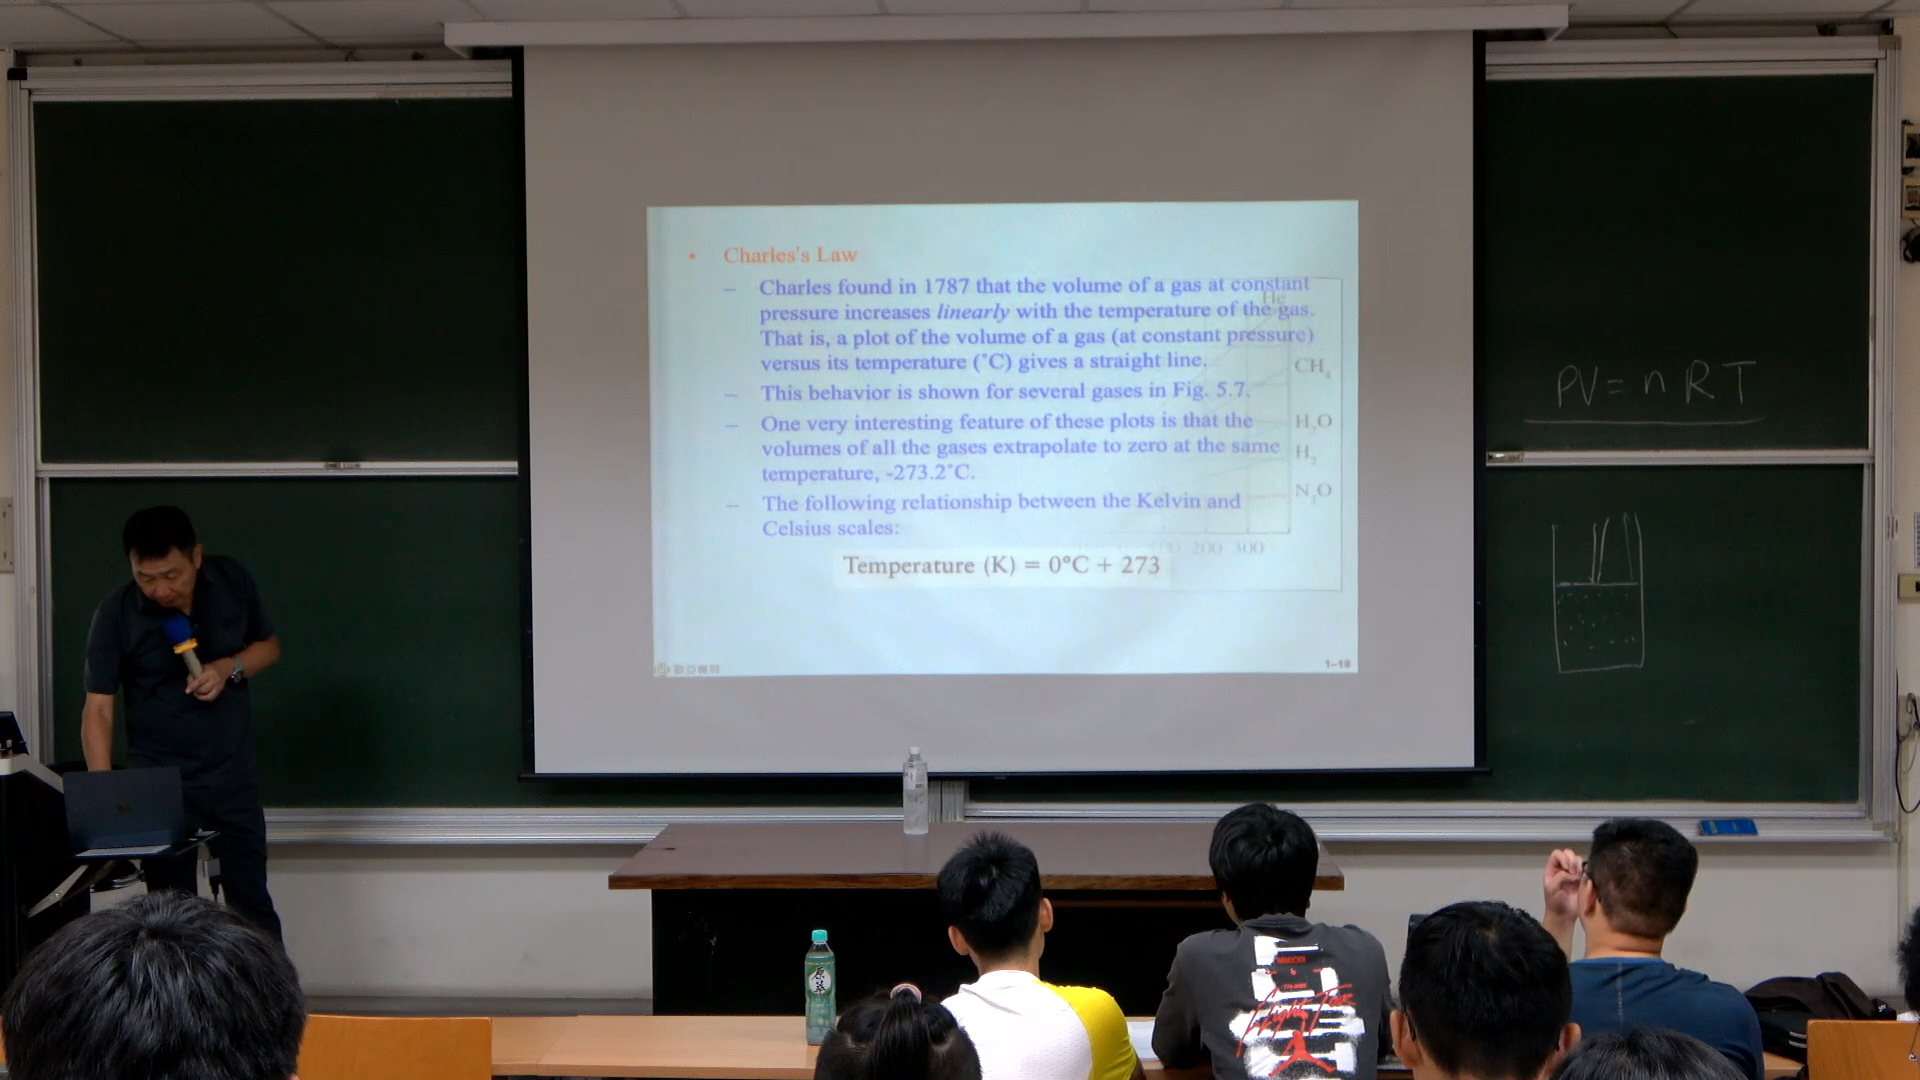 • Charles's Law
– Charles found in 1787 that the volume of a gas at constant
pressure increases linearly with the temperature of the gas.
That is, a plot of the volume of a gas (at constant pressure)
versus its temperature (˚C) gives a straight line.
– This behavior is shown for several gases in Fig. 5.7.
– One very interesting feature of these plots is that the
volumes of all the gases extrapolate to zero at the same
temperature, -273.2˚C.
– The following relationship between the Kelvin and
Celsius scales:
Temperature (K) = 0°C + 273
He
CH₄
H₂O
H₂
N₂O
200 300
1-10
PV = nRT
原萃
Flight